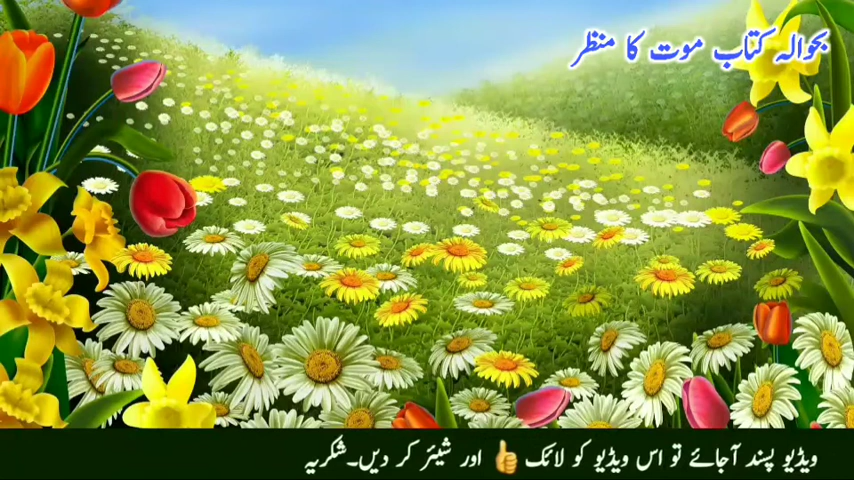 بحوالہ کتاب موت کا منظر
ویڈیو پسند آجائے تو اس ویڈیو کو لائک 👍 اور شیئر کر دیں۔شکریہ